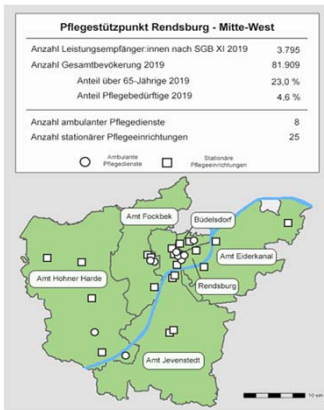 Pflegestützpunkt Rendsburg - Mitte-West
Anzahl Leistungsempfänger:innen nach SGB XI 2019 3.795
Anzahl Gesamtbevökerung 2019 81.909
Anteil über 65-Jährige 2019 23,0 %
Anteil Pflegebedürftige 2019 4,6 %
Anzahl ambulanter Pflegedienste 8
Anzahl stationärer Pflegeeinrichtungen 25
Ambulante Pflegedienste
Stationäre Pflegeeinrichtungen
Amt Fockbek
Büdelsdorf
Amt Eiderkanal
Amt Hohner Harde
Rendsburg
Amt Jevenstedt
10 km